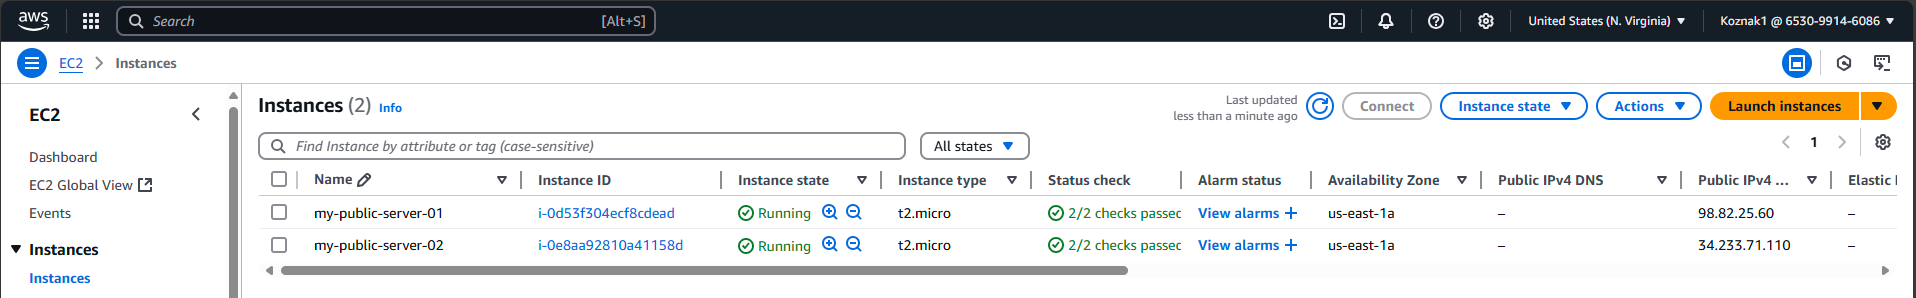 aws Search [Alt+S] United States (N. Virginia) Koznak1 @ 6530-9914-6086
EC2 Instances
EC2
Dashboard
EC2 Global View
Events
Instances
Instances
Instances (2) Info
Last updated
less than a minute ago
Connect Instance state Actions Launch instances
Find Instance by attribute or tag (case-sensitive) All states 1
Name Instance ID Instance state Instance type Status check Alarm status Availability Zone Public IPv4 DNS Public IPv4 ... Elastic
my-public-server-01 i-0d53f304ecf8cdead Running t2.micro 2/2 checks passed View alarms + us-east-1a – 98.82.25.60 –
my-public-server-02 i-0e8aa92810a41158d Running t2.micro 2/2 checks passed View alarms + us-east-1a – 34.233.71.110 –